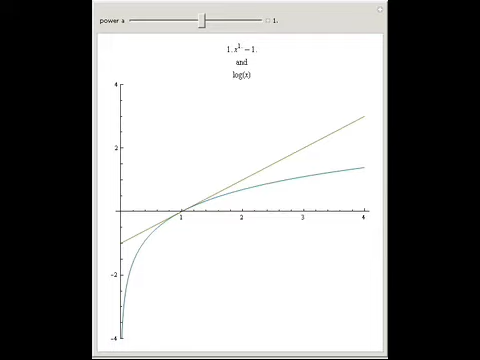 power a 1.
1. x^1. − 1.
and
log(x)
4
2
1 2 3 4
−2
−4